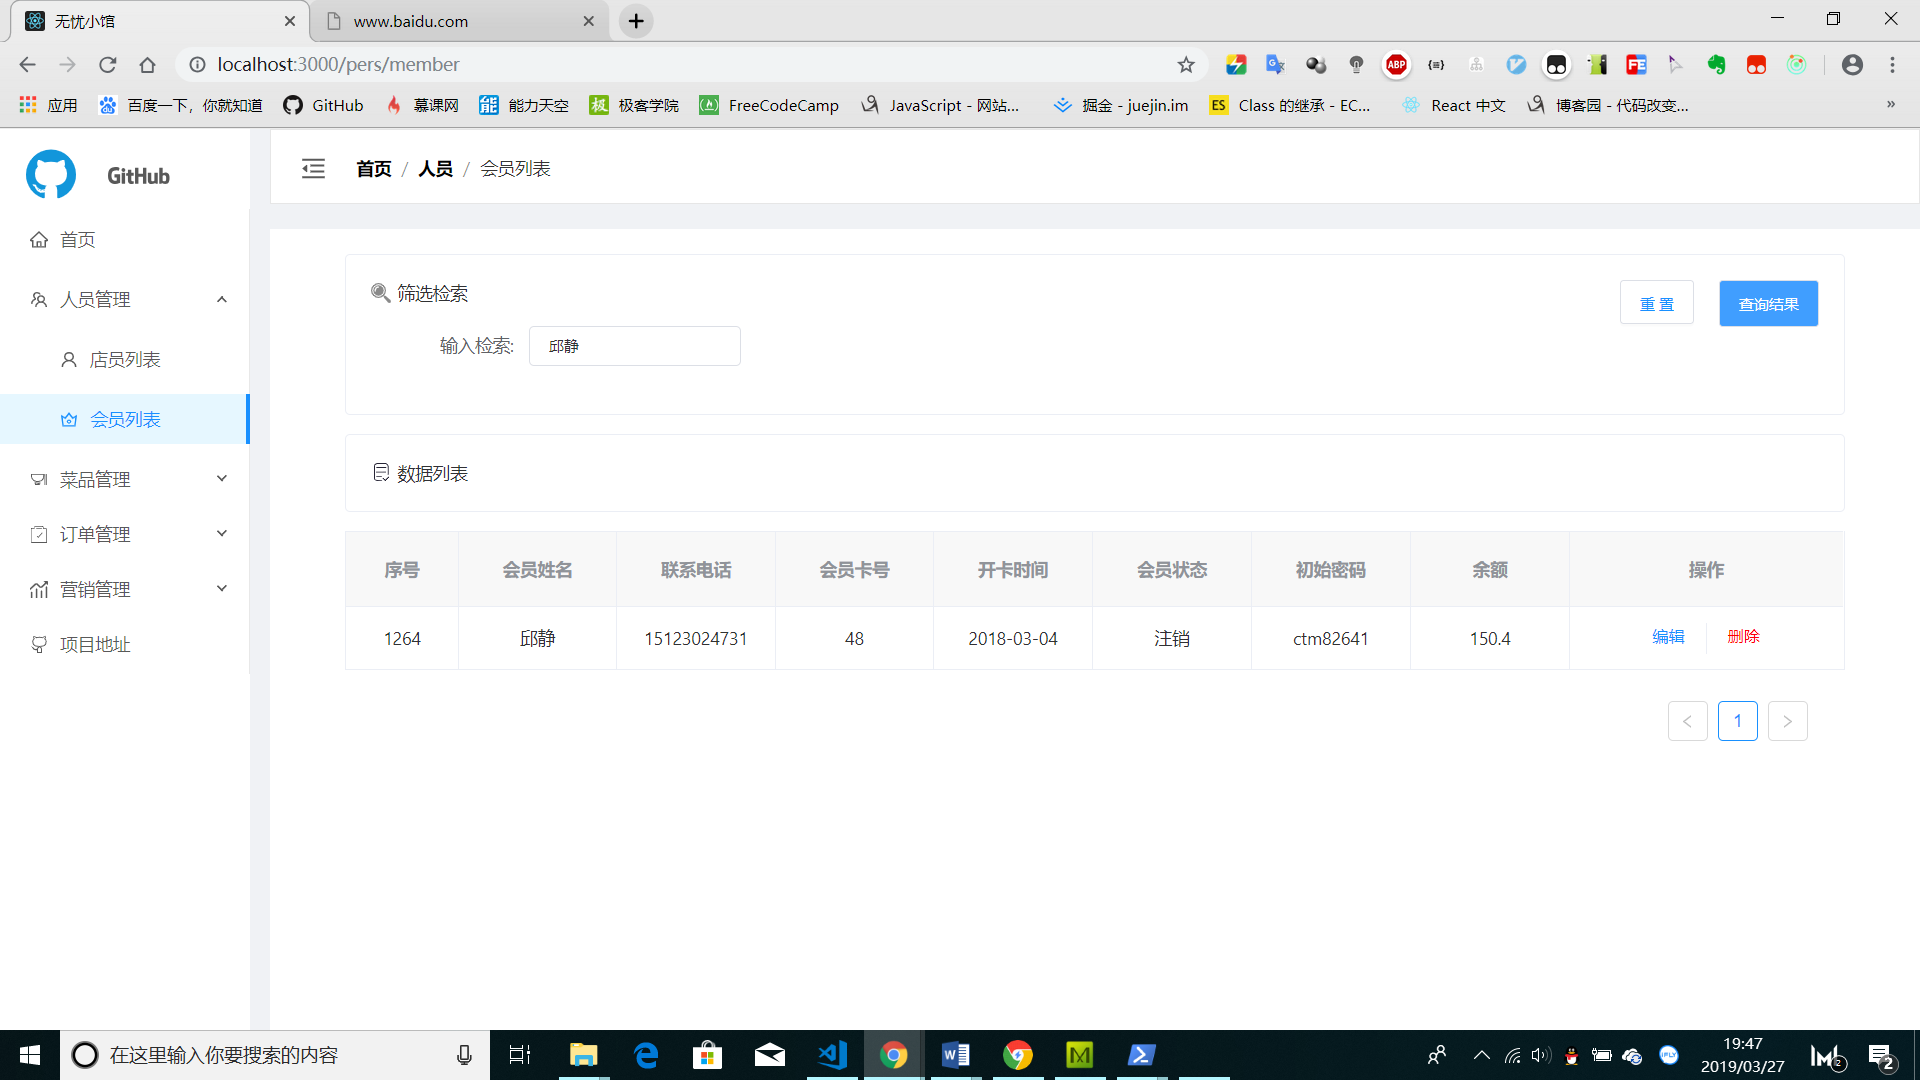 无忧小馆
www.baidu.com
localhost:3000/pers/member
ABP
FE
应用
百度一下，你就知道
GitHub
慕课网
能 能力天空
极 极客学院
FreeCodeCamp
JavaScript - 网站...
掘金 - juejin.im
ES Class 的继承 - EC...
React 中文
博客园 - 代码改变...
»
GitHub
首页 / 人员 / 会员列表
首页
人员管理
店员列表
会员列表
菜品管理
订单管理
营销管理
项目地址
筛选检索
重 置
查询结果
输入检索: 邱静
数据列表
序号 会员姓名 联系电话 会员卡号 开卡时间 会员状态 初始密码 余额 操作
1264 邱静 15123024731 48 2018-03-04 注销 ctm82641 150.4 编辑 删除
< 1 >
在这里输入你要搜索的内容
19:47
2019/03/27
2
2